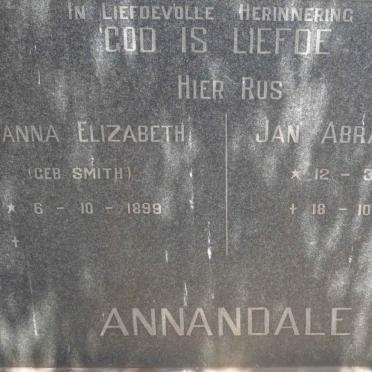 IN LIEFDEVOLLE HERINNERING
GOD IS LIEFDE
HIER RUS
ANNA ELIZABETH
(GEB SMITH)
* 6 - 10 - 1899
†
JAN ABRA
* 12 - 3
† 18 - 10
ANNANDALE